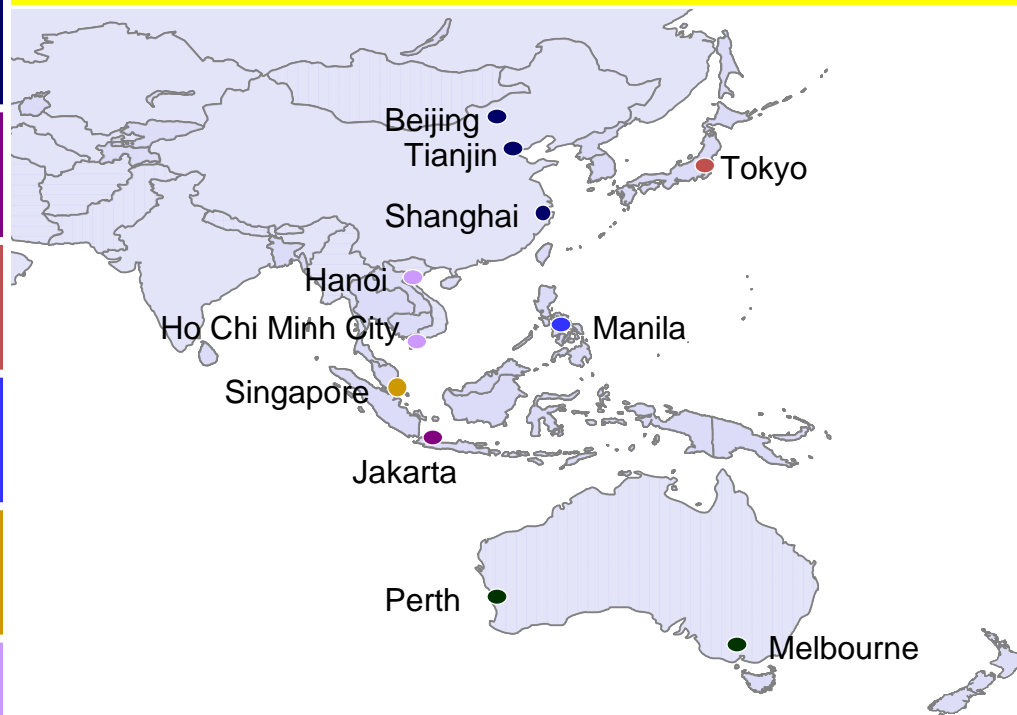 Beijing
Tianjin
Tokyo
Shanghai
Hanoi
Ho Chi Minh City
Manila
Singapore
Jakarta
Perth
Melbourne